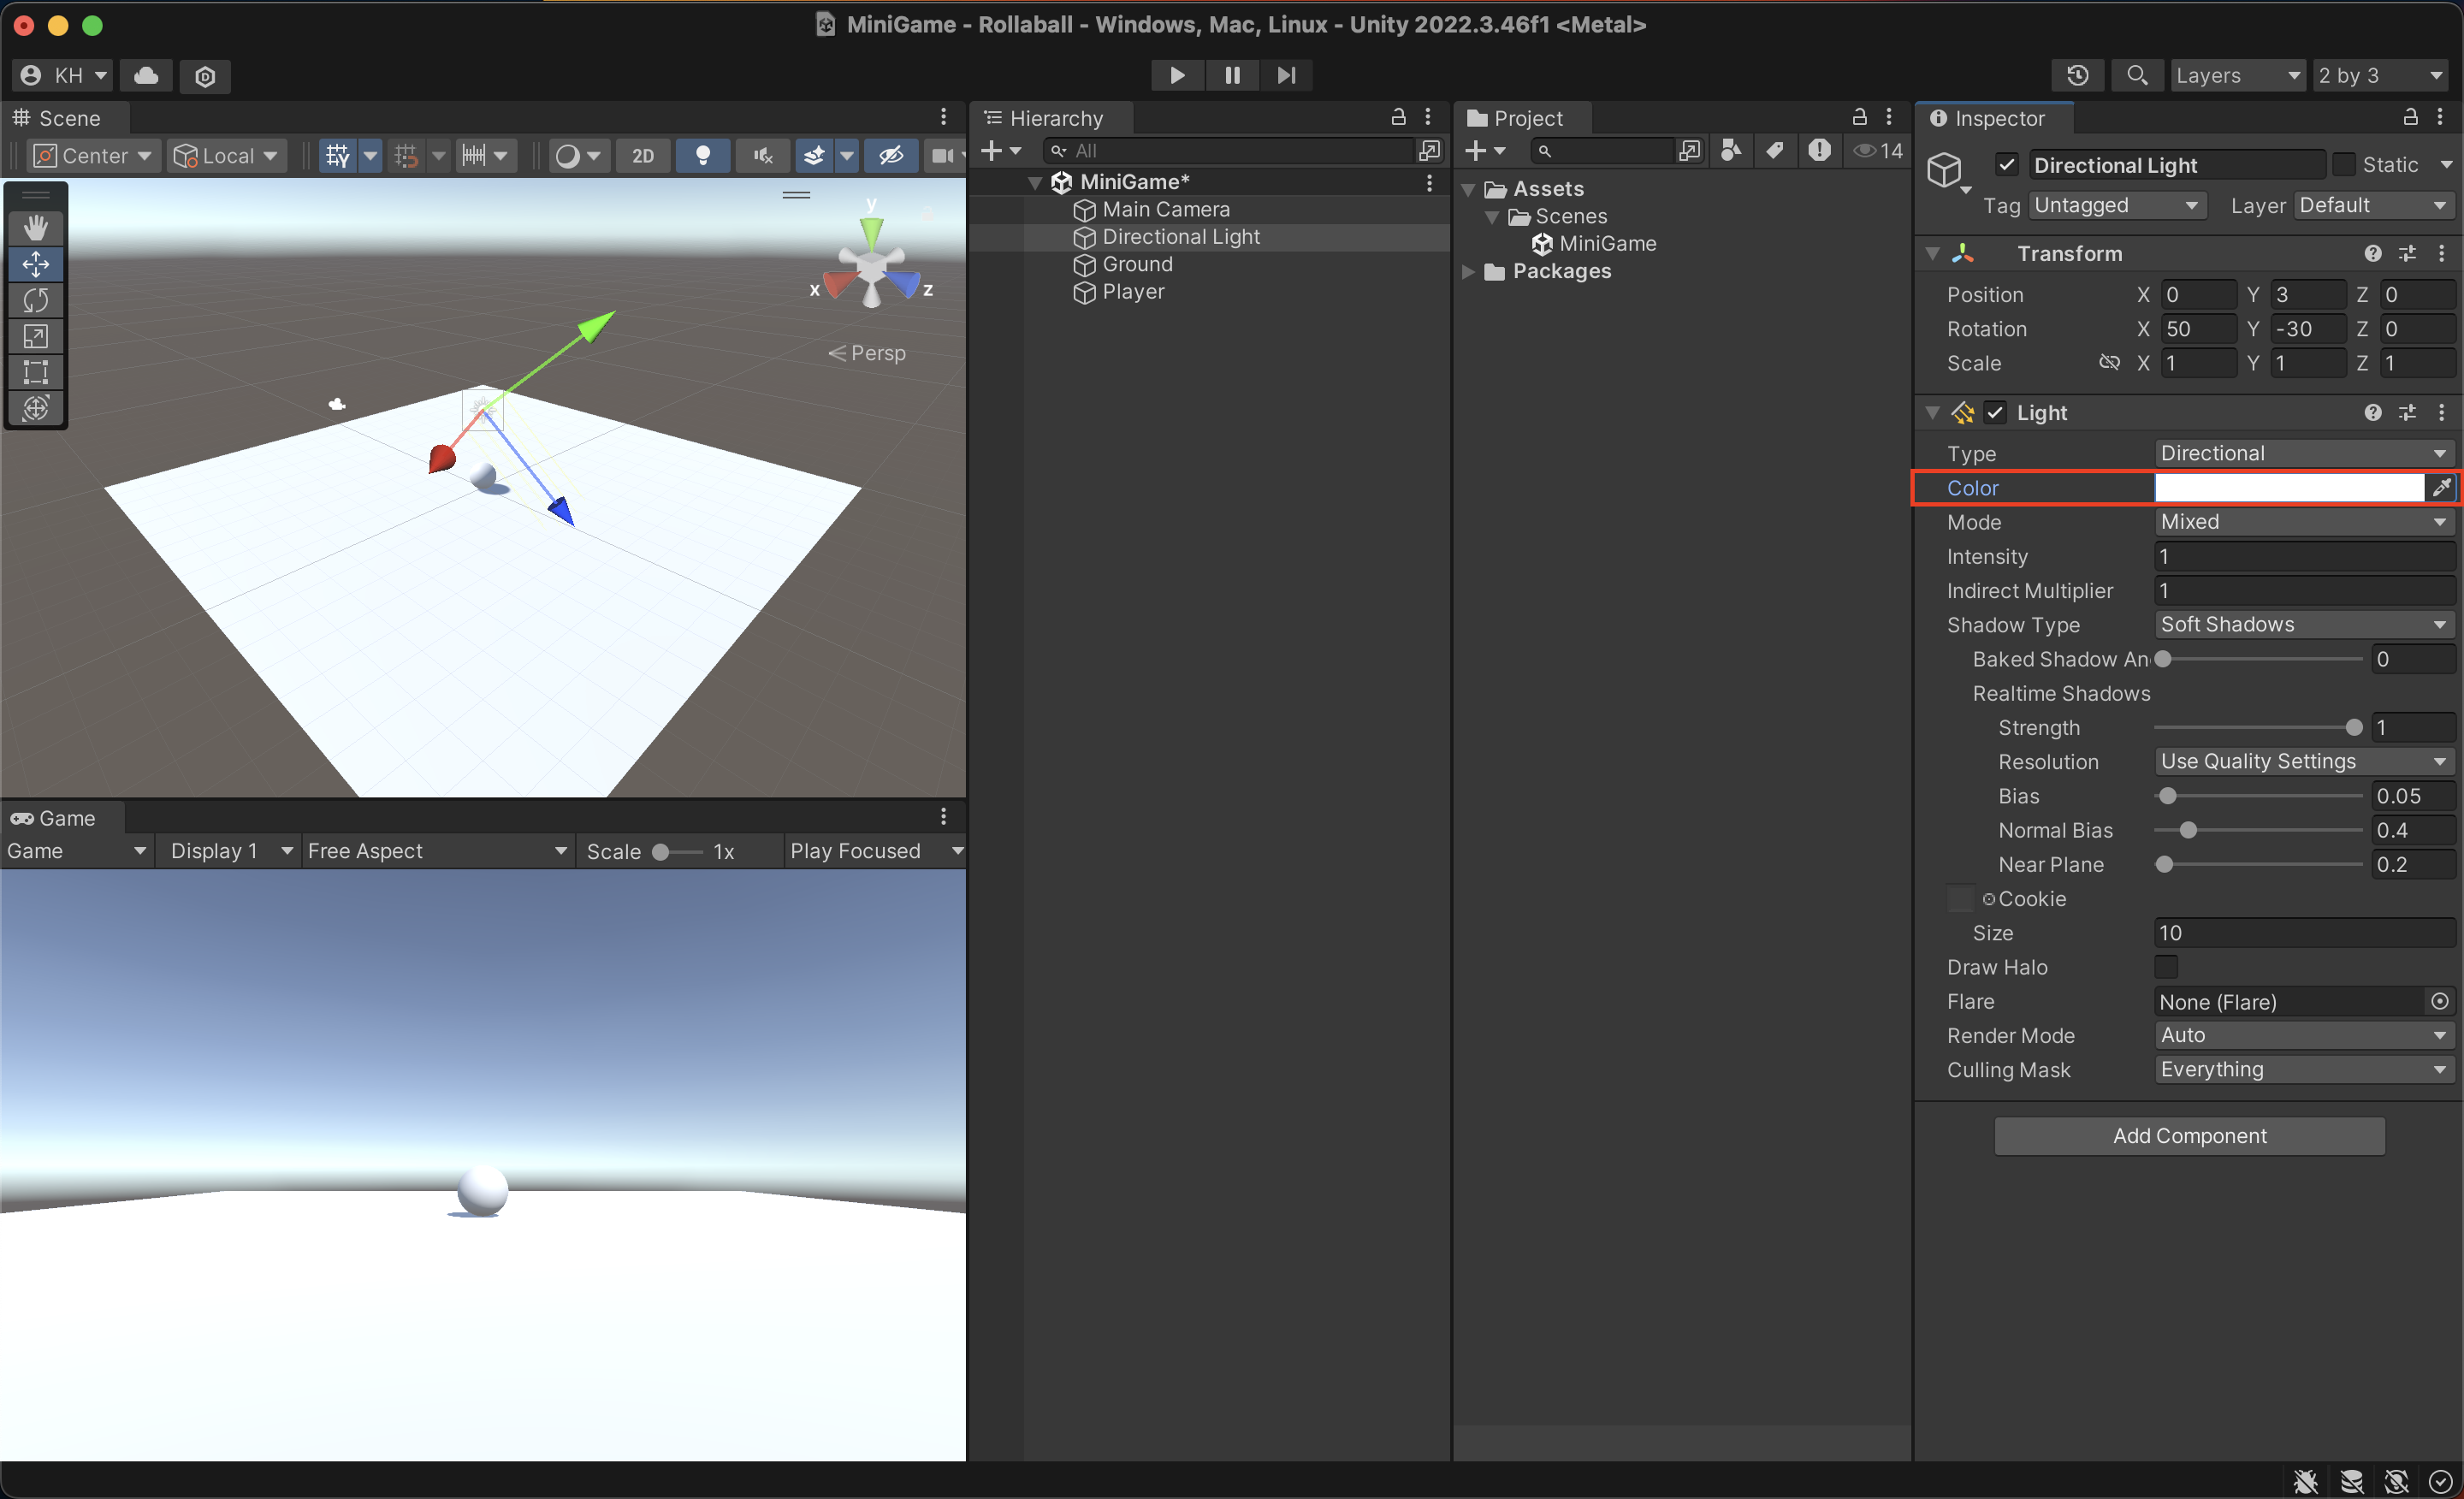 MiniGame - Rollaball - Windows, Mac, Linux - Unity 2022.3.46f1 <Metal>
KH
Layers
2 by 3
Scene
Center
Local
2D
y
x
z
Persp
Game
Game
Display 1
Free Aspect
Scale
1x
Play Focused
Hierarchy
All
MiniGame*
Main Camera
Directional Light
Ground
Player
Project
14
Assets
Scenes
MiniGame
Packages
Inspector
Directional Light
Static
Tag Untagged
Layer Default
Transform
Position X 0 Y 3 Z 0
Rotation X 50 Y -30 Z 0
Scale X 1 Y 1 Z 1
Light
Type Directional
Color
Mode Mixed
Intensity 1
Indirect Multiplier 1
Shadow Type Soft Shadows
Baked Shadow An 0
Realtime Shadows
Strength 1
Resolution Use Quality Settings
Bias 0.05
Normal Bias 0.4
Near Plane 0.2
Cookie
Size 10
Draw Halo
Flare None (Flare)
Render Mode Auto
Culling Mask Everything
Add Component